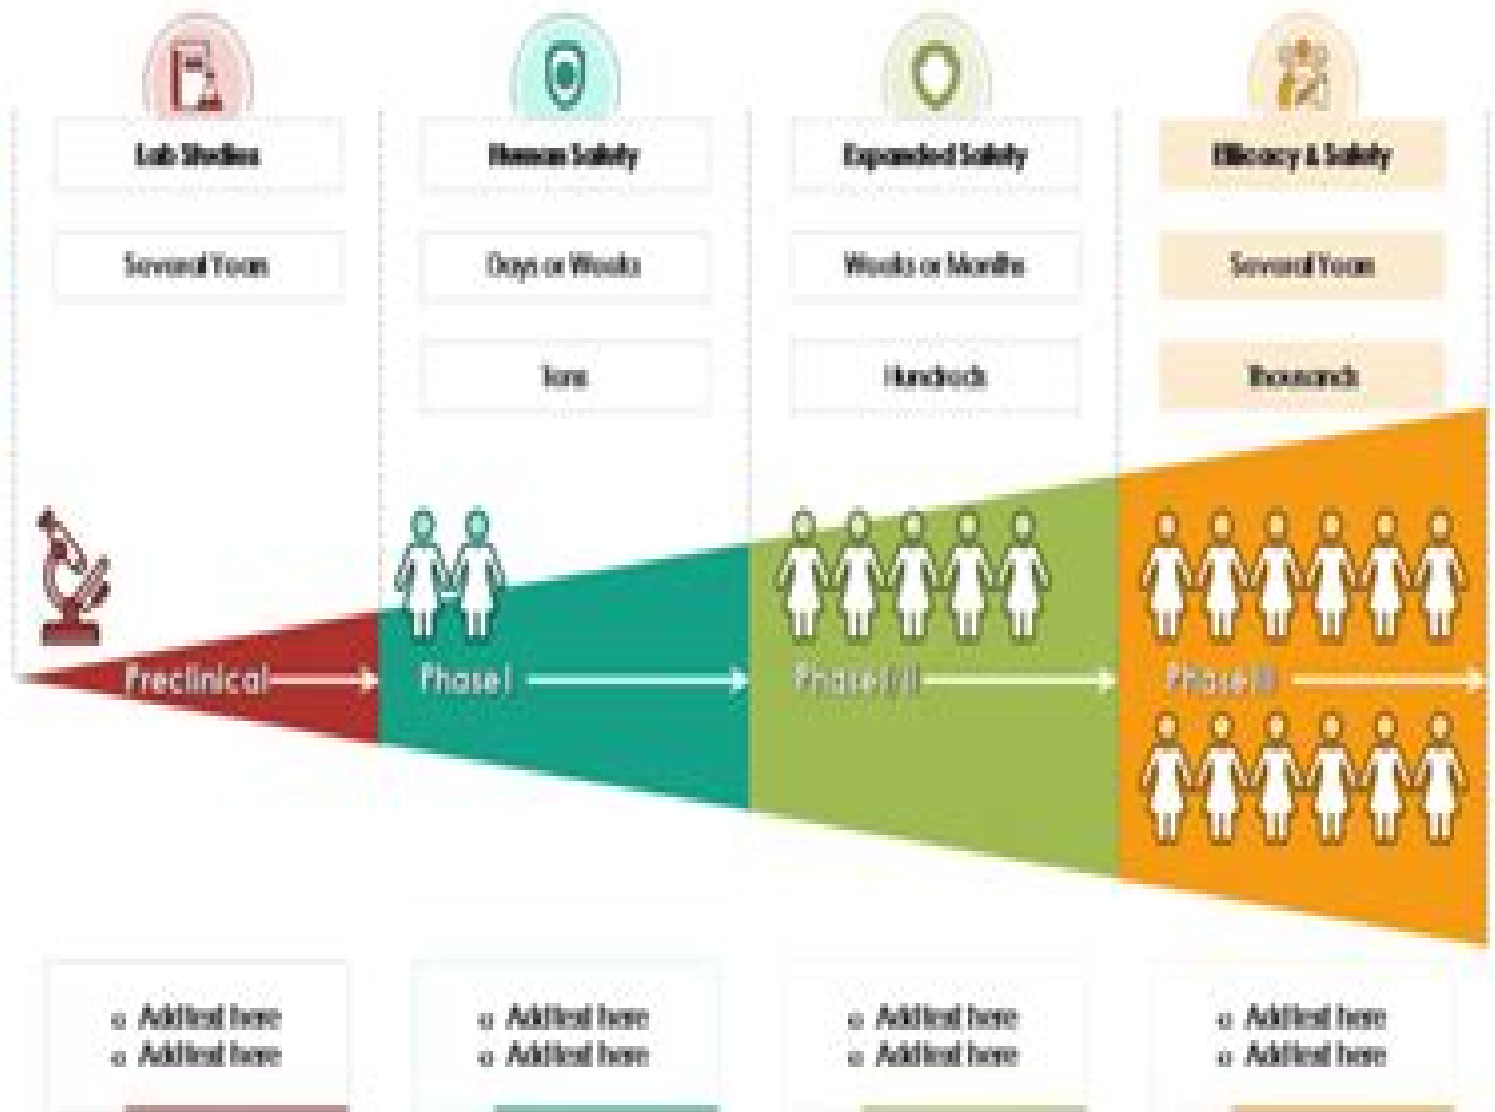 Lab Studies
Human Safety
Expanded Safety
Efficacy & Safety
Several Years
Days or Weeks
Weeks or Months
Several Years
Tens
Hundreds
Thousands
Preclinical
Phase I
Phase
Phase
Add text here
Add text here
Add text here
Add text here
Add text here
Add text here
Add text here
Add text here